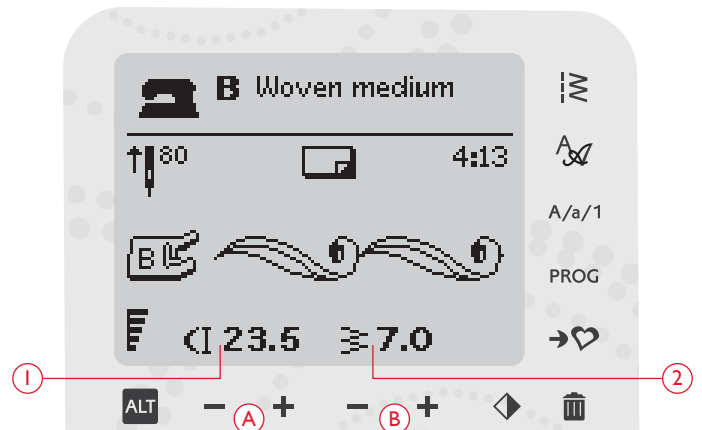 B Woven medium
80 4:13
A
A/a/1
B
PROG
1 23.5 7.0 2
ALT - A + - B +